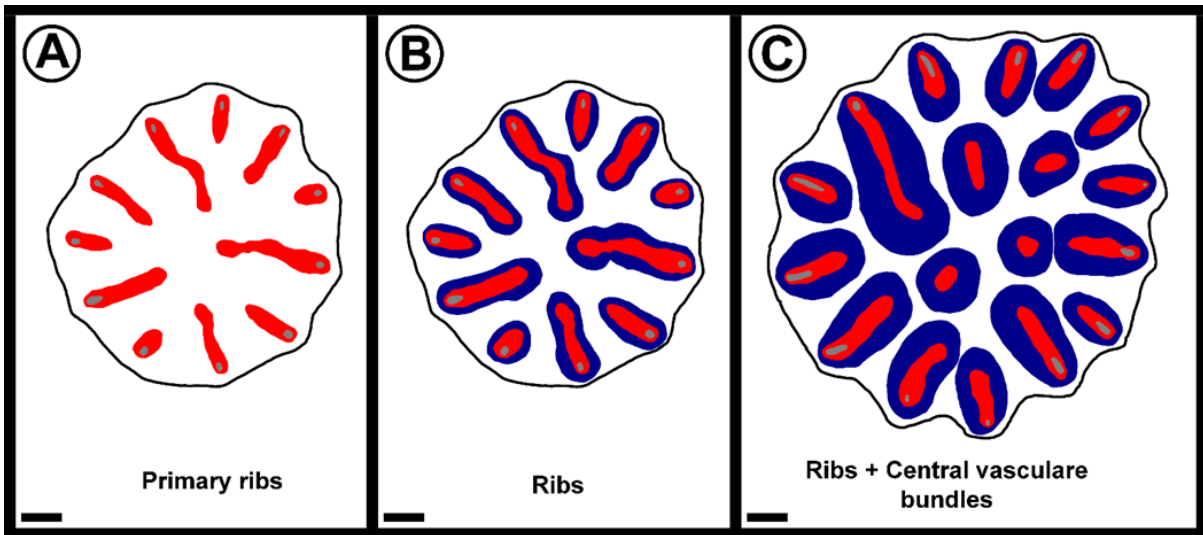 A
B
C
Primary ribs
Ribs
Ribs + Central vasculare
bundles